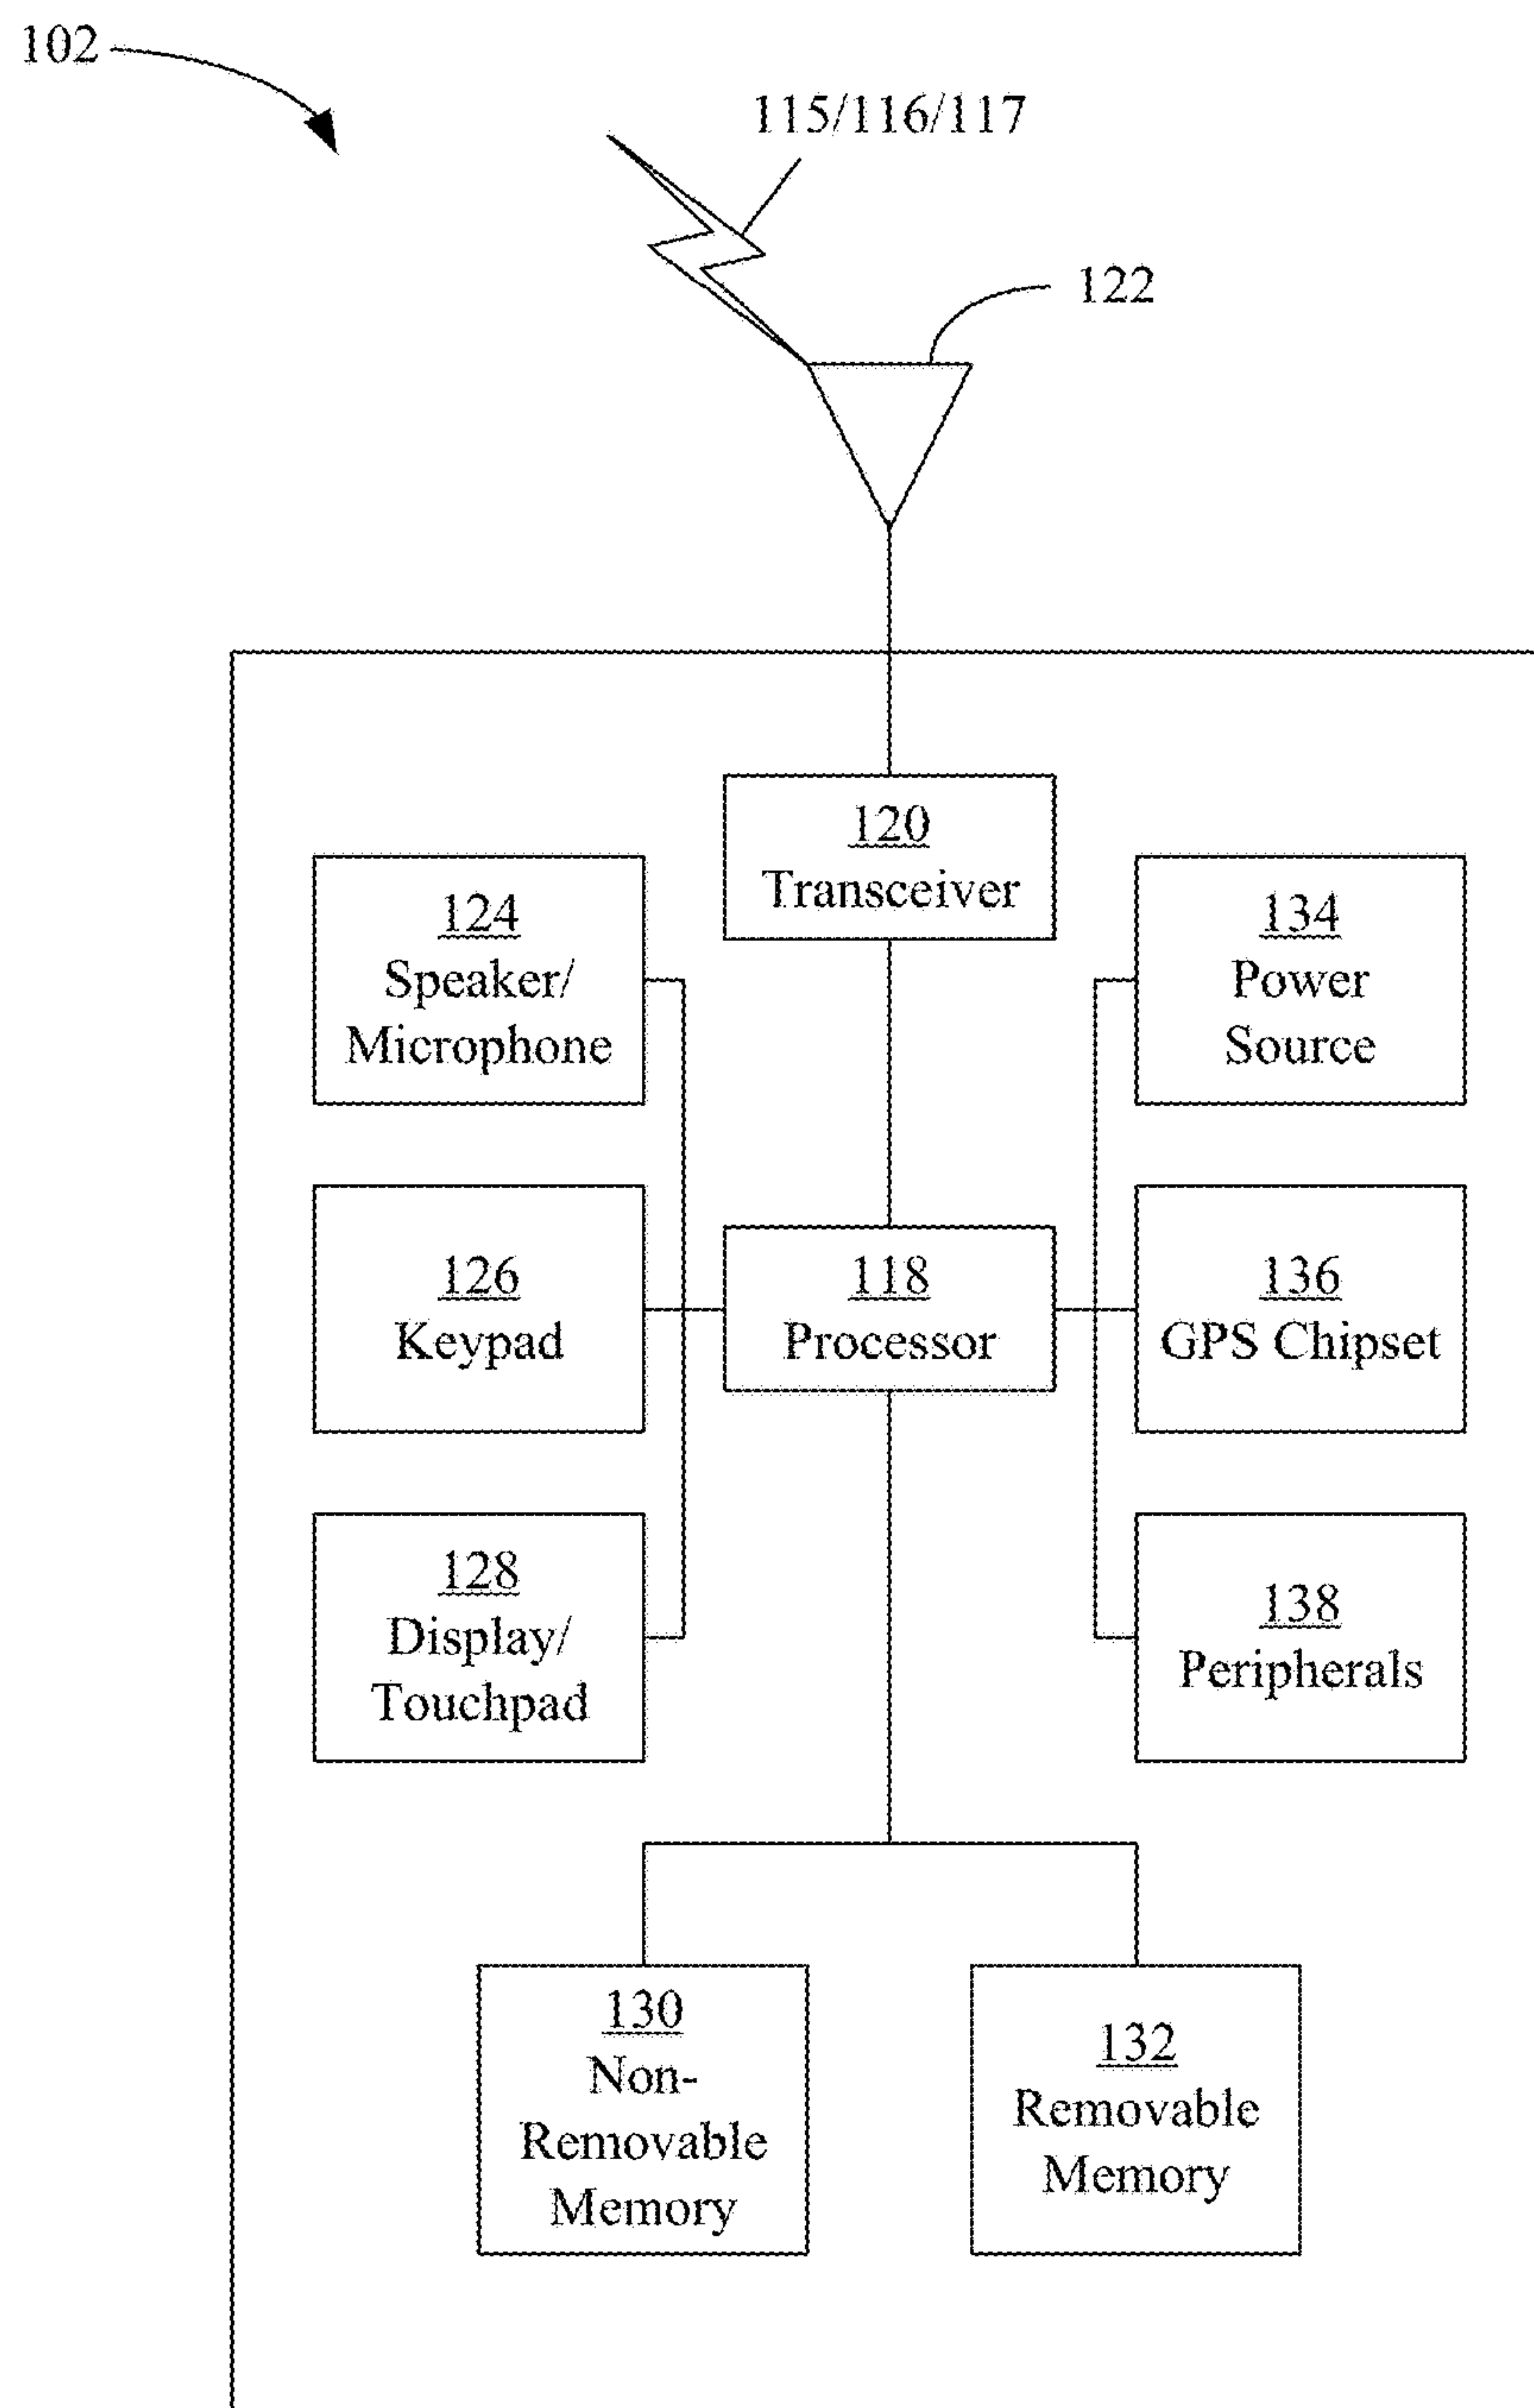 102
115/116/117
122
120
Transceiver
124
Speaker/
Microphone
134
Power
Source
126
Keypad
118
Processor
136
GPS Chipset
128
Display/
Touchpad
138
Peripherals
130
Non-
Removable
Memory
132
Removable
Memory